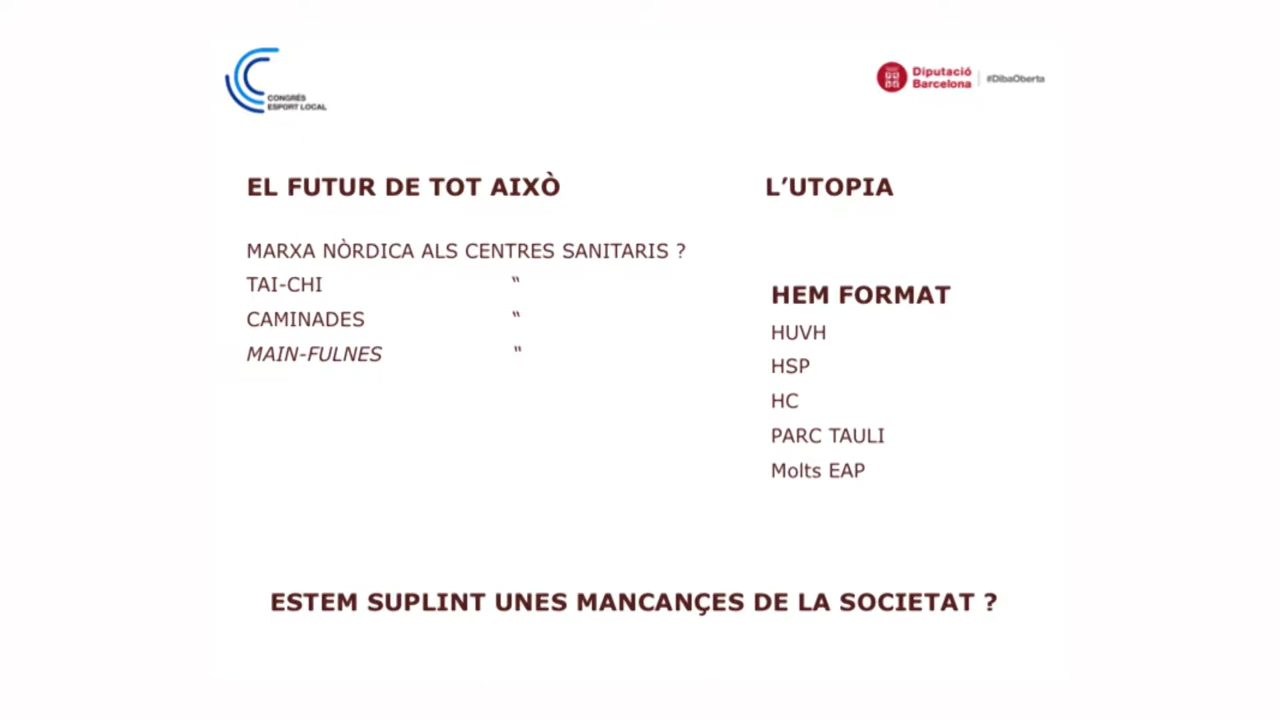 CONGRÉS
ESPORT LOCAL
Diputació
Barcelona
#DibaOberta
EL FUTUR DE TOT AIXÒ
L’UTOPIA
MARXA NÒRDICA ALS CENTRES SANITARIS ?
TAI-CHI “
CAMINADES “
MAIN-FULNES “
HEM FORMAT
HUVH
HSP
HC
PARC TAULI
Molts EAP
ESTEM SUPLINT UNES MANCANÇES DE LA SOCIETAT ?